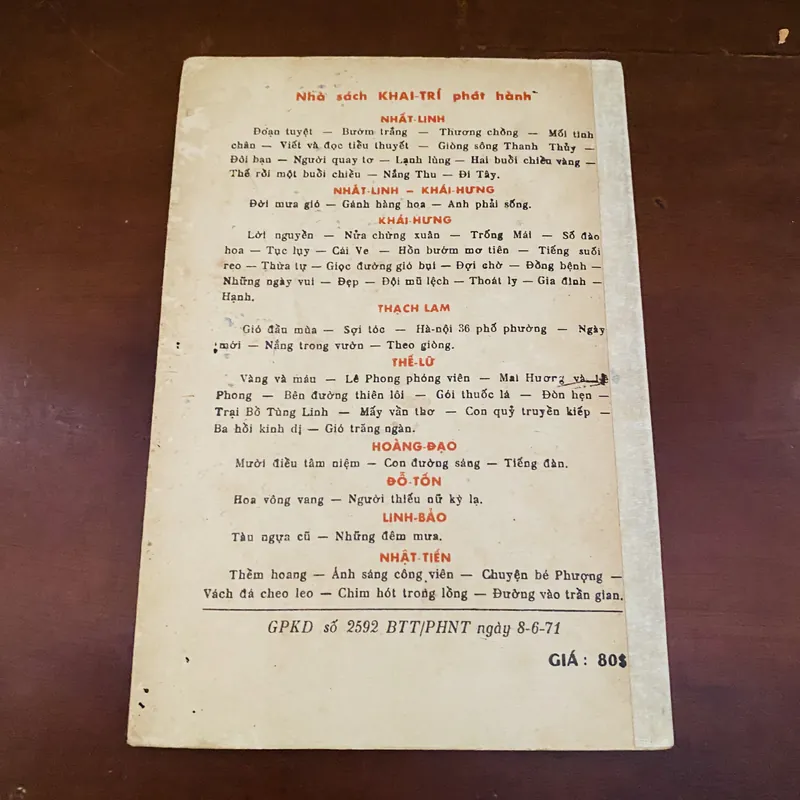 Nhà sách KHAI-TRÍ phát hành
NHẤT-LINH
Đoạn tuyệt — Bướm trắng — Thương chồng — Mối tình
chân — Viết và đọc tiểu thuyết — Giòng sông Thanh Thủy —
Đôi bạn — Người quay tơ — Lạnh lùng — Hai buổi chiều vàng —
Thế rồi một buổi chiều — Nắng Thu — Đi Tây.
NHẤT-LINH — KHÁI-HƯNG
Đời mưa gió — Gánh hàng hoa — Anh phải sống.
KHÁI-HƯNG
Lời nguyền — Nửa chừng xuân — Trống Mái — Số đào
hoa — Tục lụy — Cái Ve — Hồn bướm mơ tiên — Tiếng suối
reo — Thừa tự — Giọc đường gió bụi — Đợi chờ — Đồng bệnh —
Những ngày vui — Đẹp — Đội mũ lệch — Thoát ly — Gia đình —
Hạnh.
THẠCH LAM
Gió đầu mùa — Sợi tóc — Hà-nội 36 phố phường — Ngày
mới — Nắng trong vườn — Theo giòng.
THẾ-LỮ
Vàng và máu — Lê Phong phóng viên — Mai Hương và Lê
Phong — Bên đường thiên lôi — Gói thuốc lá — Đòn hẹn —
Trại Bồ Tùng Linh — Mấy vần thơ — Con quỷ truyền kiếp —
Ba hồi kinh dị — Gió trăng ngàn.
HOÀNG-ĐẠO
Mười điều tâm niệm — Con đường sáng — Tiếng đàn.
ĐỖ-TỐN
Hoa vông vang — Người thiếu nữ kỳ lạ.
LINH-BẢO
Tàu ngựa cũ — Những đêm mưa.
NHẬT-TIẾN
Thềm hoang — Ánh sáng công viên — Chuyện bé Phượng —
Vách đá cheo leo — Chim hót trong lồng — Đường vào trần gian.
GPKD số 2592 BTT/PHNT ngày 8-6-71
GIÁ : 80$